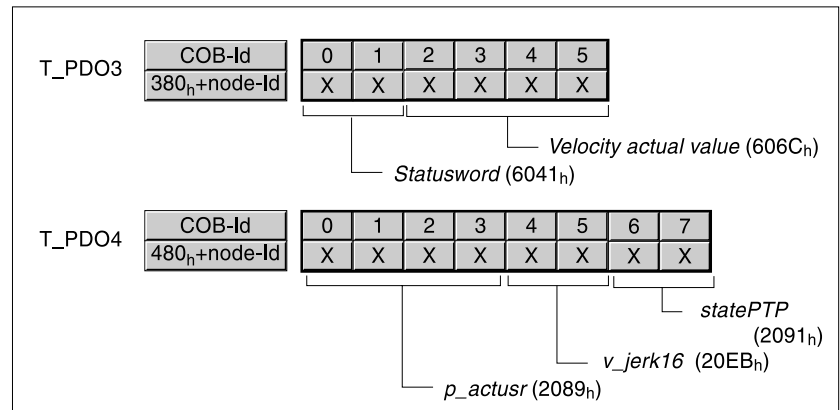 T_PDO3
COB-Id 0 1 2 3 4 5
380h+node-Id X X X X X X
Velocity actual value (606Ch)
Statusword (6041h)
T_PDO4
COB-Id 0 1 2 3 4 5 6 7
480h+node-Id X X X X X X X X
statePTP
(2091h)
v_jerk16 (20EBh)
p_actusr (2089h)